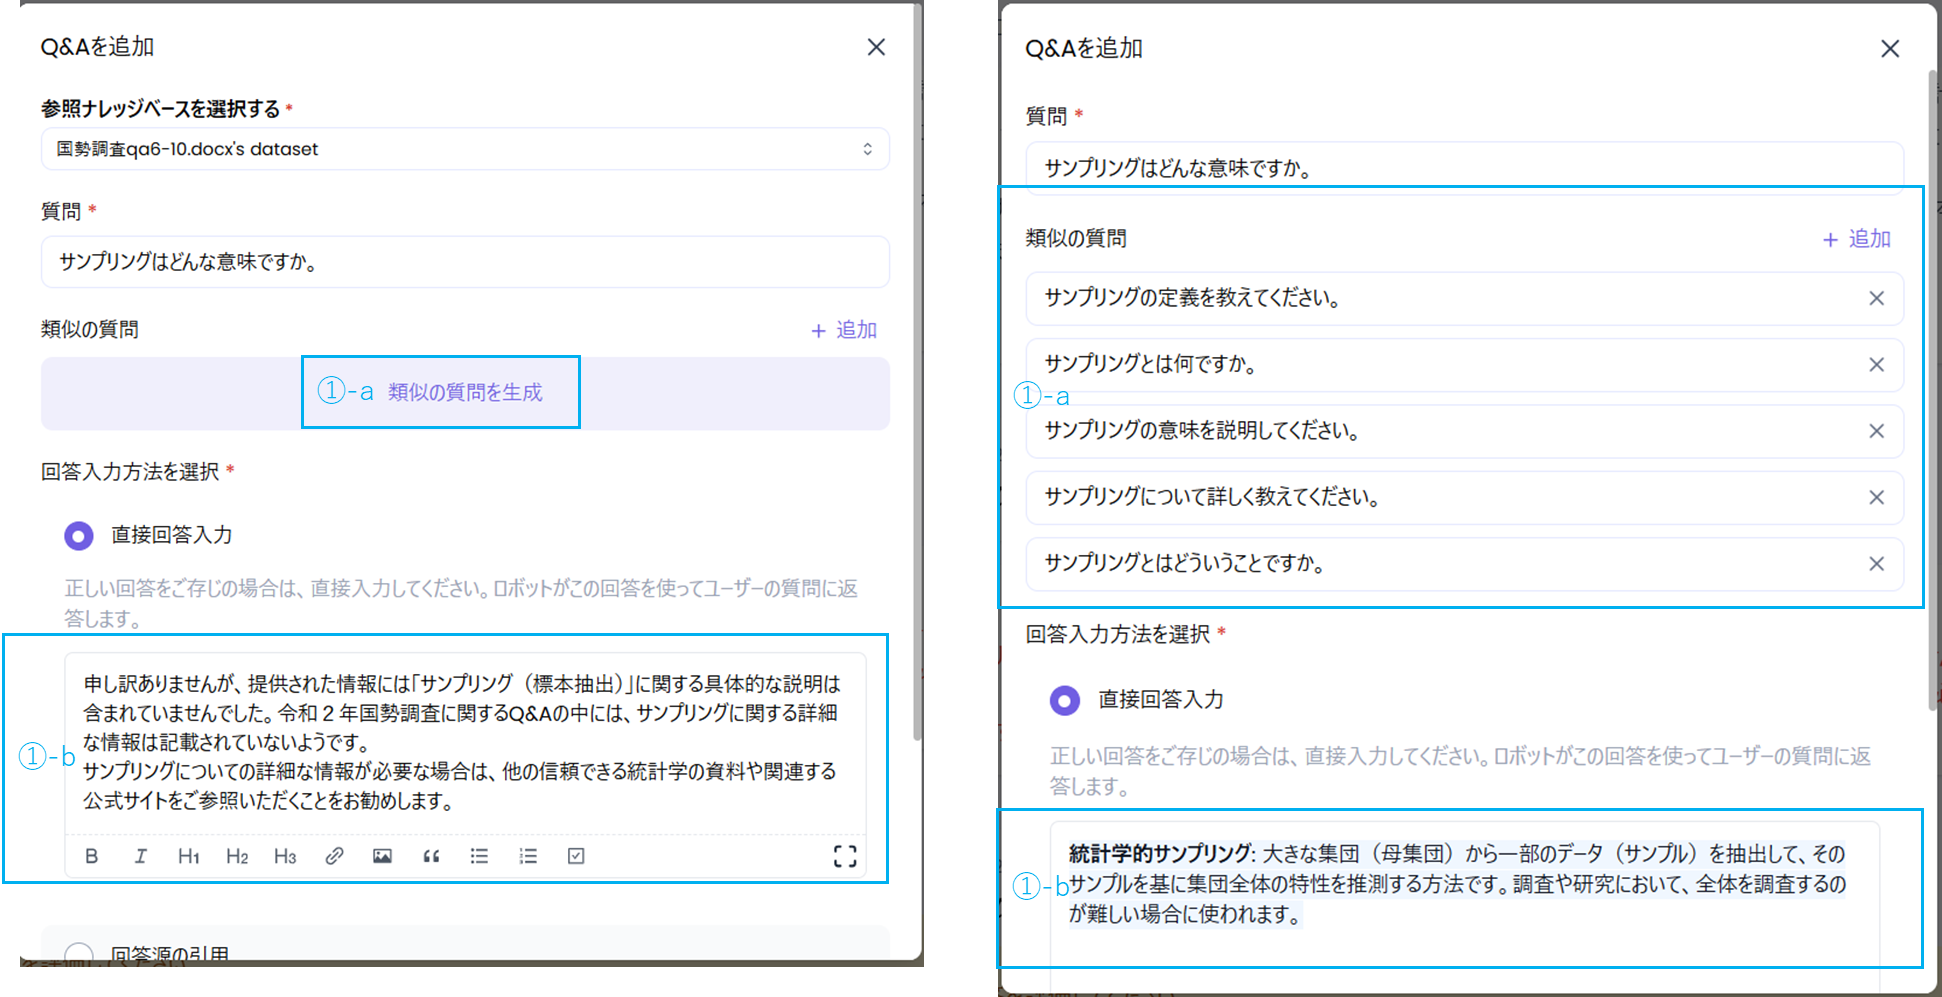 Q&Aを追加
参照ナレッジベースを選択する *
国勢調査qa6-10.docx's dataset
質問 *
サンプリングはどんな意味ですか。
類似の質問
+ 追加
①-a 類似の質問を生成
回答入力方法を選択 *
直接回答入力
正しい回答をご存じの場合は、直接入力してください。ロボットがこの回答を使ってユーザーの質問に返
答します。
①-b
申し訳ありませんが、提供された情報には「サンプリング（標本抽出）」に関する具体的な説明は
含まれていませんでした。令和２年国勢調査に関するQ&Aの中には、サンプリングに関する詳細
な情報は記載されていないようです。
サンプリングについての詳細な情報が必要な場合は、他の信頼できる統計学の資料や関連する
公式サイトをご参照いただくことをお勧めします。
B I H1 H2 H3
回答源の引用
Q&Aを追加
質問 *
サンプリングはどんな意味ですか。
類似の質問
+ 追加
①-a
サンプリングの定義を教えてください。
サンプリングとは何ですか。
サンプリングの意味を説明してください。
サンプリングについて詳しく教えてください。
サンプリングとはどういうことですか。
回答入力方法を選択 *
直接回答入力
正しい回答をご存じの場合は、直接入力してください。ロボットがこの回答を使ってユーザーの質問に返
答します。
①-b
統計学的サンプリング: 大きな集団（母集団）から一部のデータ（サンプル）を抽出して、その
サンプルを基に集団全体の特性を推測する方法です。調査や研究において、全体を調査するの
が難しい場合に使われます。